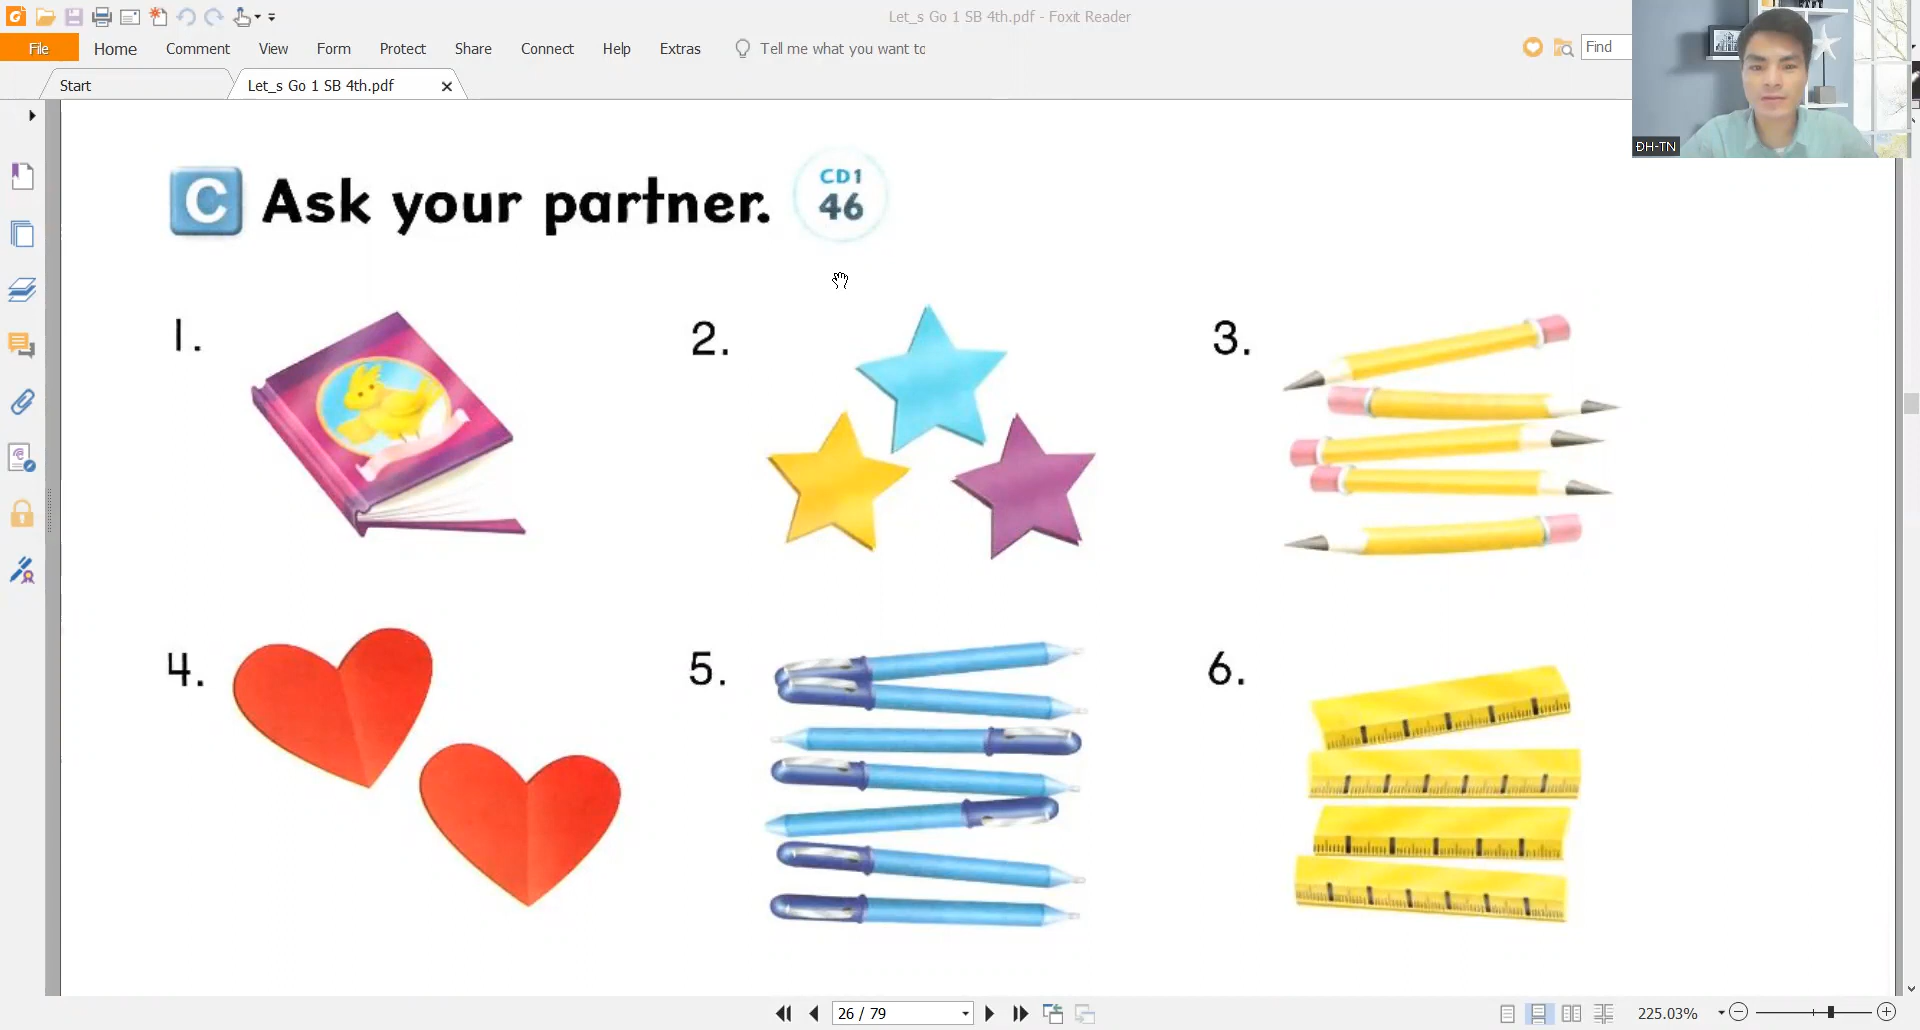 Let_s Go 1 SB 4th.pdf - Foxit Reader
File Home Comment View Form Protect Share Connect Help Extras Tell me what you want to Find
Start Let_s Go 1 SB 4th.pdf
ĐH-TN
C Ask your partner. CD1 46
1. 2. 3.
4. 5. 6.
26 / 79 225.03%